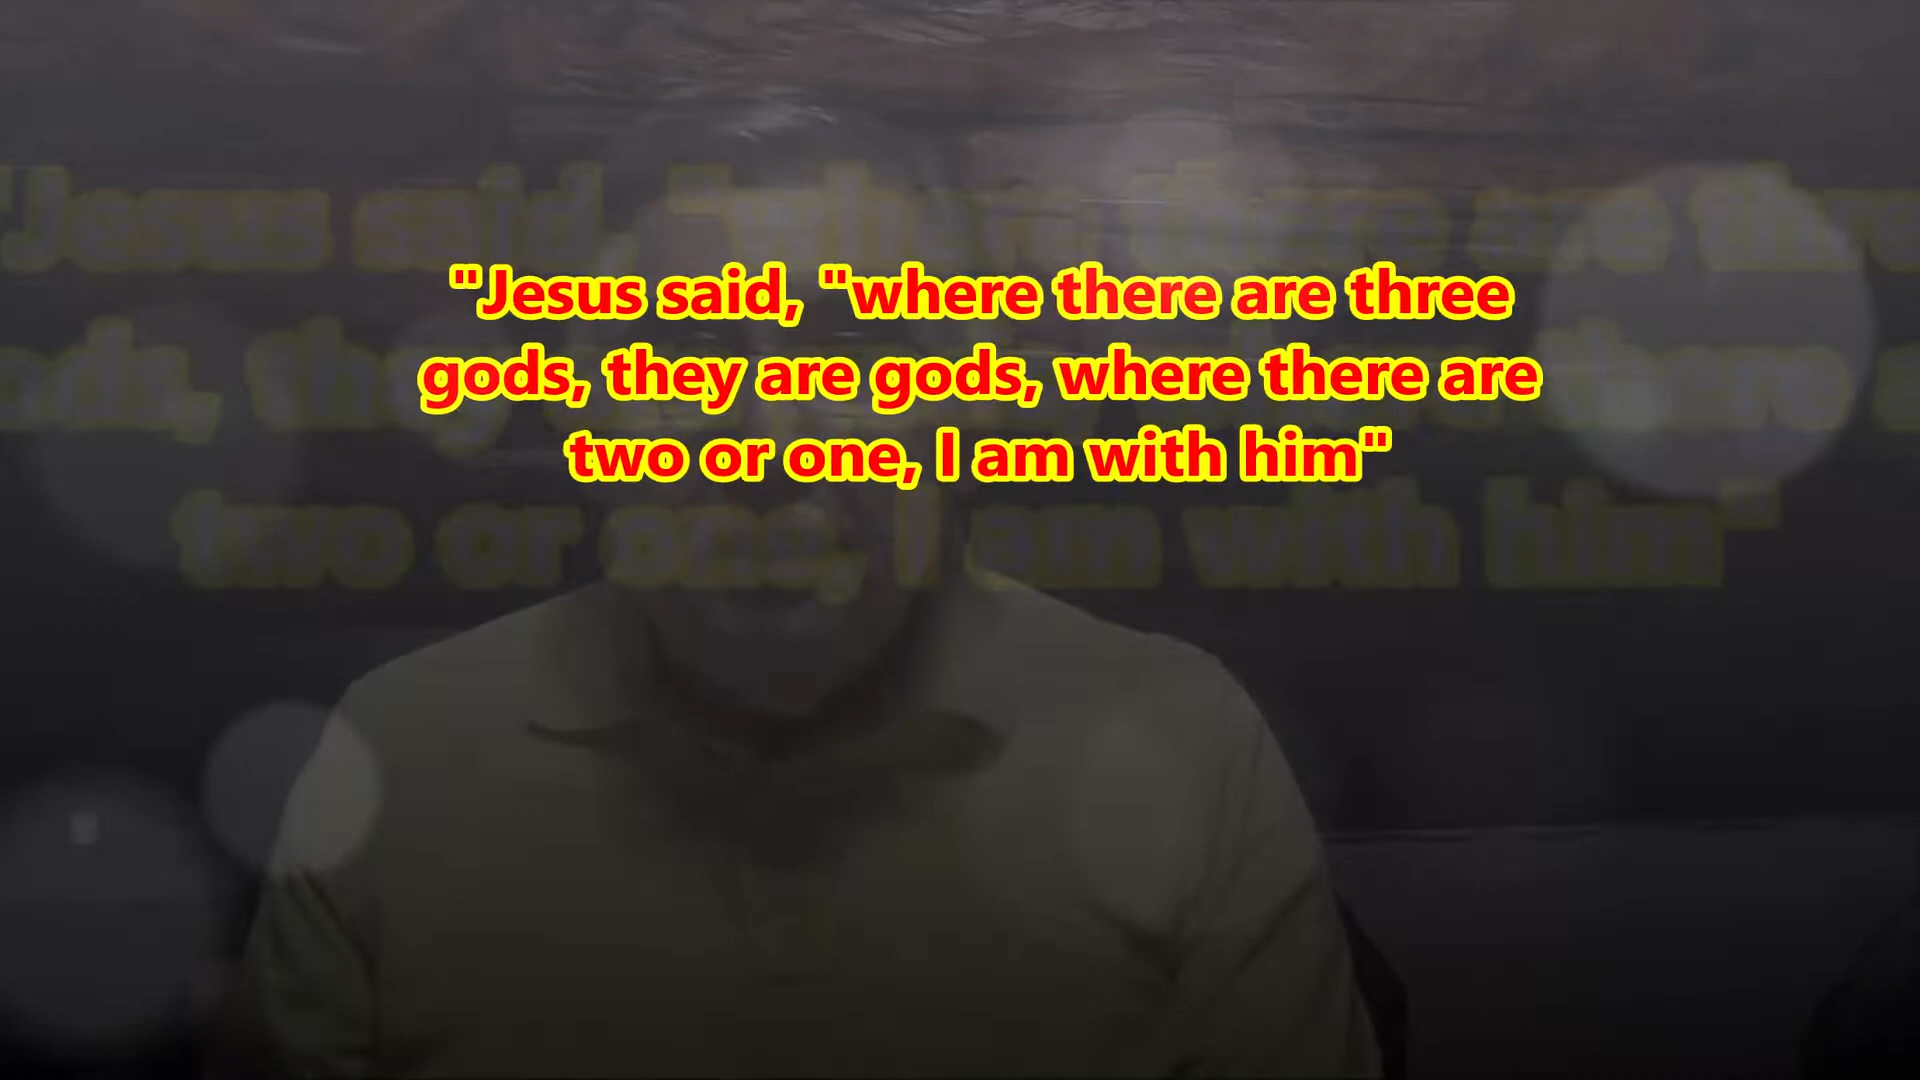 "Jesus said, "where there are three
gods, they are gods, where there are
two or one, I am with him"